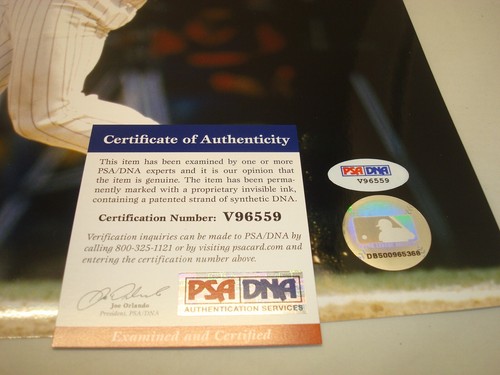 Certificate of Authenticity
This item has been examined by one or more
PSA/DNA experts and it is our opinion that
the item is genuine. The item has been perma-
nently marked with a proprietary invisible ink,
containing a patented strand of synthetic DNA.
Certification Number: V96559
Verification inquiries can be made to PSA/DNA by
calling 800-325-1121 or by visiting psacard.com and
entering the certification number above.
Joe Orlando
President, PSA/DNA
PSA DNA
AUTHENTICATION SERVICES
Examined and Certified
PSA DNA
V96559
DB500965366